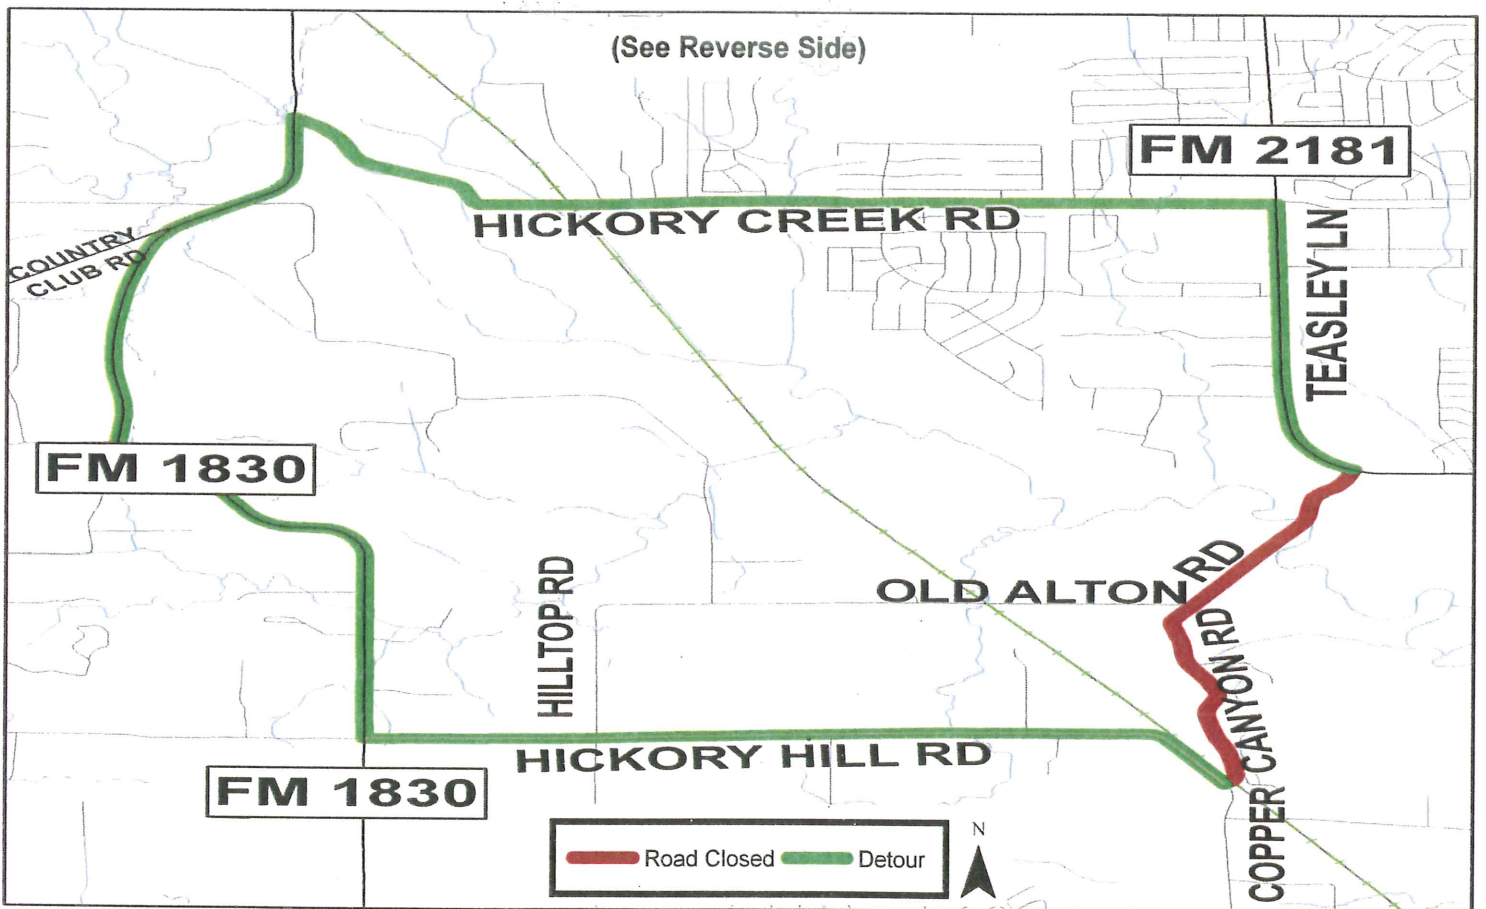 (See Reverse Side)
FM 2181
HICKORY CREEK RD
TEASLEY LN
COUNTRY
CLUB RD
FM 1830
OLD ALTON RD
HILLTOP RD
COPPER CANYON RD
HICKORY HILL RD
FM 1830
N
Road Closed
Detour